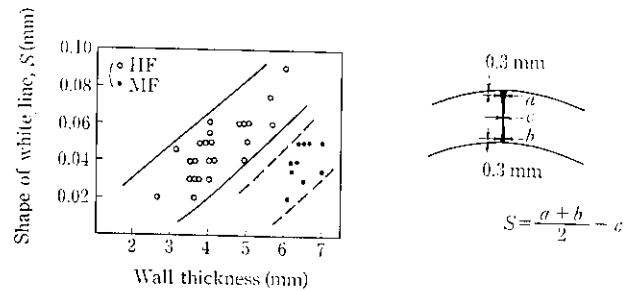 Shape of white line, S (mm)
0.10
0.08
0.06
0.04
0.02
HF
MF
2 3 4 5 6 7
Wall thickness (mm)
0.3 mm
a
c
b
0.3 mm
S = a + b / 2 − c